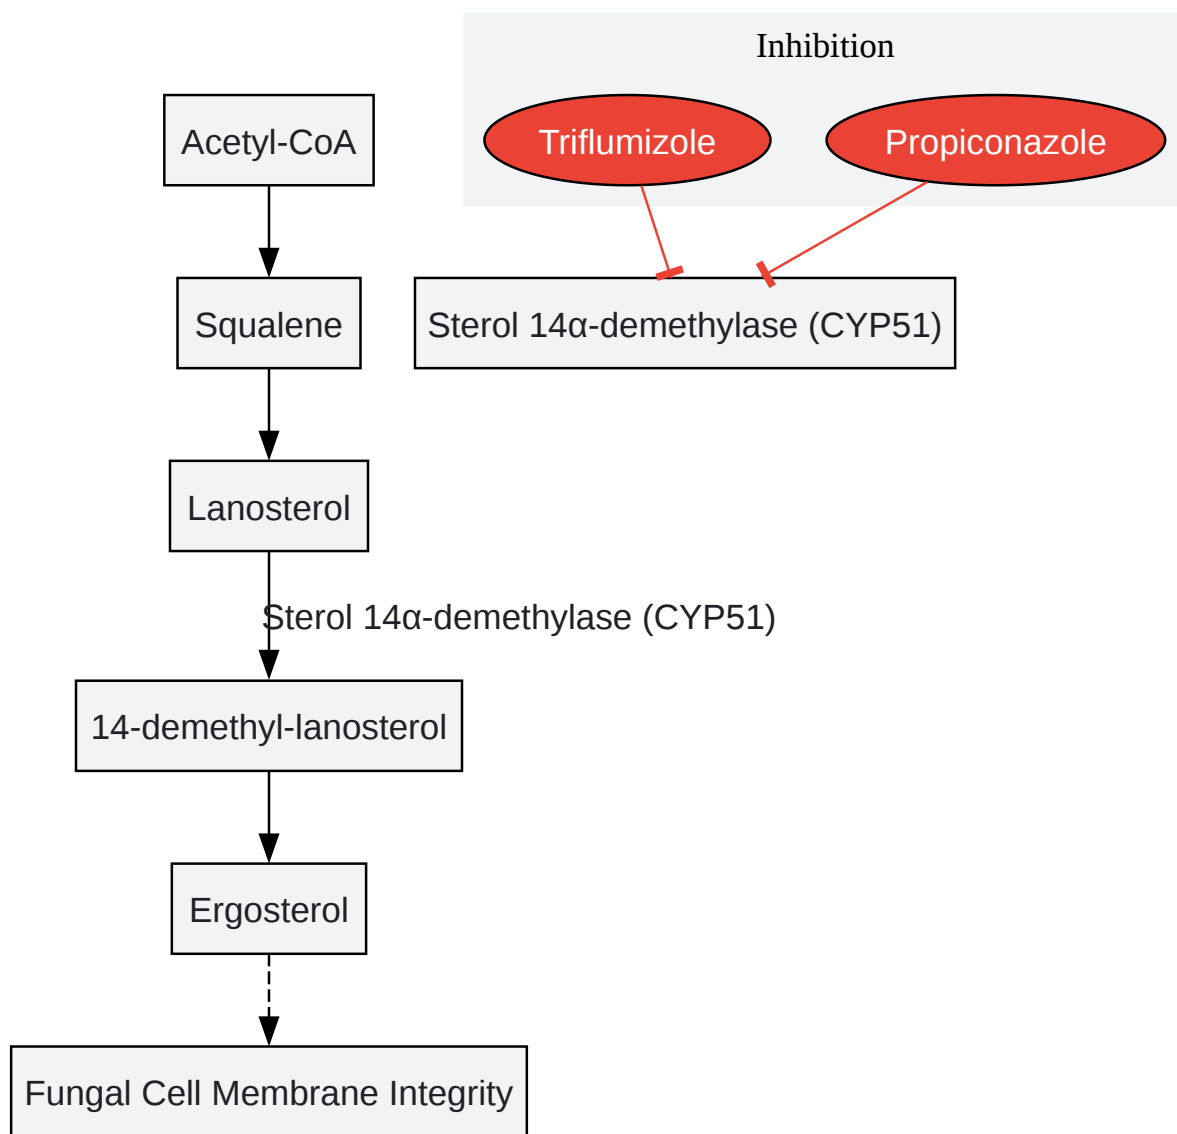 Inhibition
Acetyl-CoA
Triflumizole
Propiconazole
Squalene
Sterol 14α-demethylase (CYP51)
Lanosterol
Sterol 14α-demethylase (CYP51)
14-demethyl-lanosterol
Ergosterol
Fungal Cell Membrane Integrity